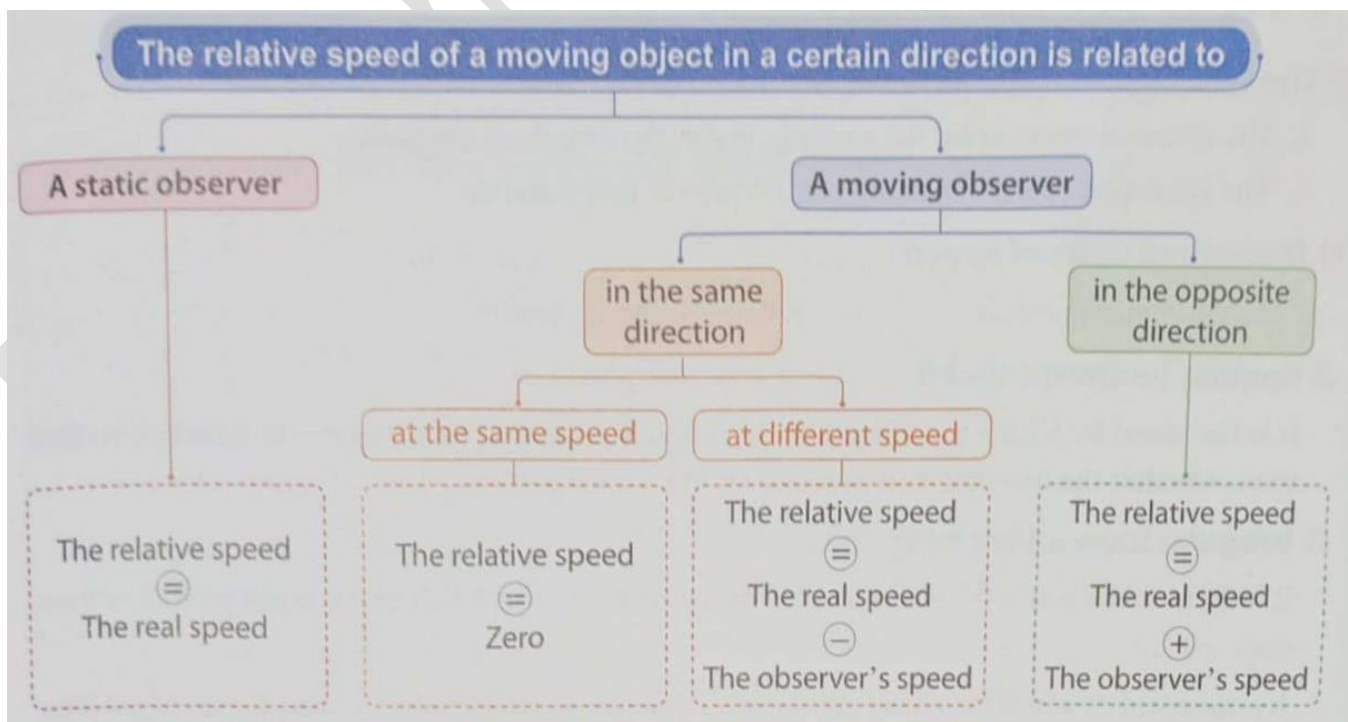 The relative speed of a moving object in a certain direction is related to
A static observer
A moving observer
in the same
direction
in the opposite
direction
at the same speed
at different speed
The relative speed
=
The real speed
The relative speed
=
Zero
The relative speed
=
The real speed
−
The observer's speed
The relative speed
=
The real speed
+
The observer's speed